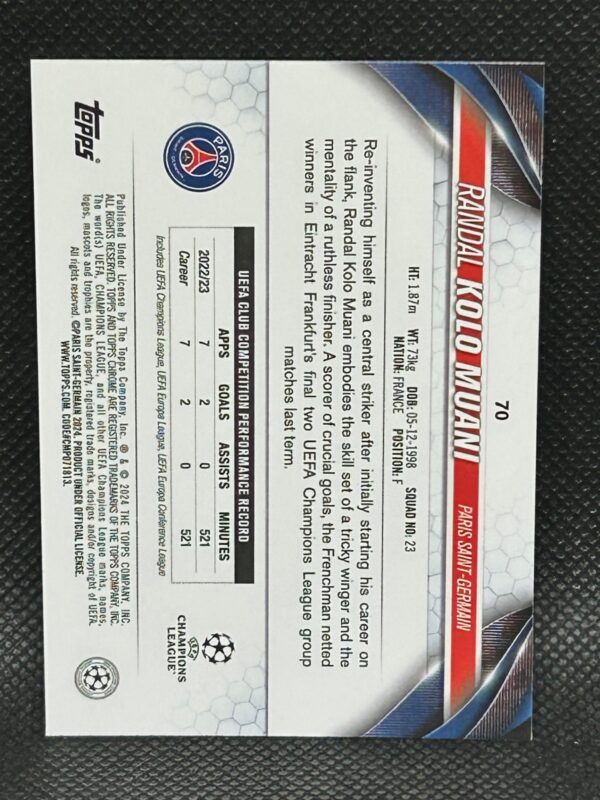 70
RANDAL KOLO MUANI
PARIS SAINT-GERMAIN
HT: 1.87m WT: 73kg DOB: 05-12-1998 SQUAD NO: 23
NATION: FRANCE POSITION: F
Re-inventing himself as a central striker after initially starting his career on
the flank, Randal Kolo Muani embodies the skill set of a tricky winger and the
mentality of a ruthless finisher. A scorer of crucial goals, the Frenchman netted
winners in Eintracht Frankfurt's final two UEFA Champions League group
matches last term.
UEFA CLUB COMPETITION PERFORMANCE RECORD
APPS GOALS ASSISTS MINUTES
2022/23 7 2 0 521
Career 7 2 0 521
Includes UEFA Champions League, UEFA Europa League, UEFA Europa Conference League
PARIS
SAINT-GERMAIN
UEFA
CHAMPIONS
LEAGUE®
Topps®
Published Under License by The Topps Company, Inc. ® & © 2024 THE TOPPS COMPANY, INC.
ALL RIGHTS RESERVED. TOPPS AND TOPPS CHROME ARE REGISTERED TRADEMARKS OF THE TOPPS COMPANY, INC.
The word(s) UEFA, CHAMPIONS LEAGUE, and all other UEFA Champions League marks, names,
logos, mascots and trophies are the property, registered trade marks, designs and/or copyright of UEFA.
All rights reserved. ©PARIS SAINT-GERMAIN 2024. PRODUCT UNDER OFFICIAL LICENSE.
WWW.TOPPS.COM. CODE#CHP071813.